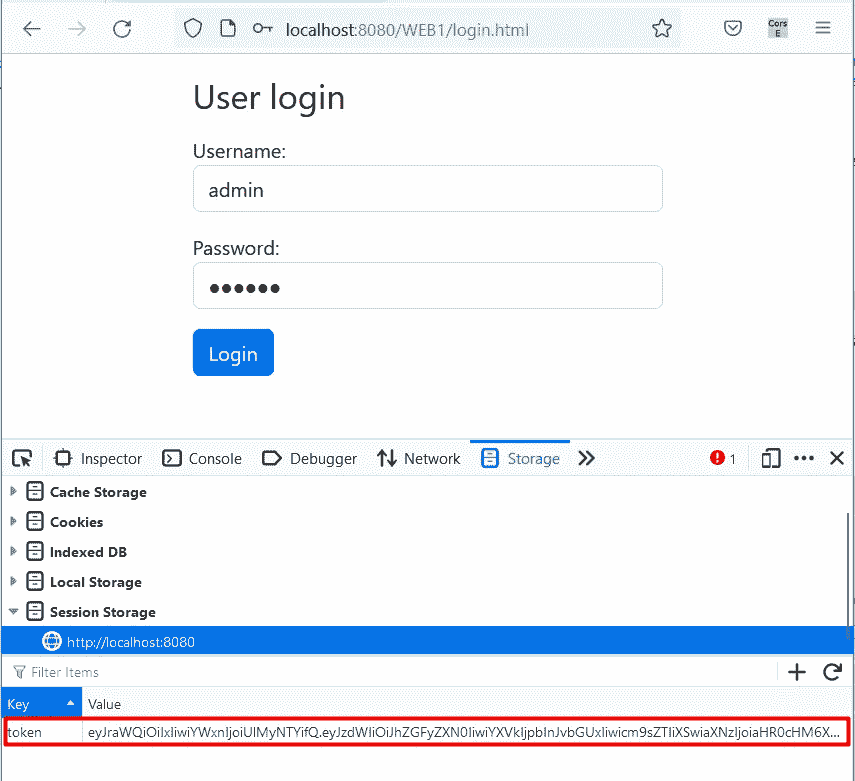 localhost:8080/WEB1/login.html
Cors
E
User login
Username:
admin
Password:
●●●●●●
Login
Inspector
Console
Debugger
Network
Storage
1
Cache Storage
Cookies
Indexed DB
Local Storage
Session Storage
http://localhost:8080
Filter Items
Key Value
token eyJraWQiOiIxIiwiYWxnIjoiUlMyNTYifQ.eyJzdWIiOiJhZGFyZXN0IiwiYXVkIjpbInJvbGUxIiwicm9sZTIiXSwiaXNzIjoiaHR0cHM6X...